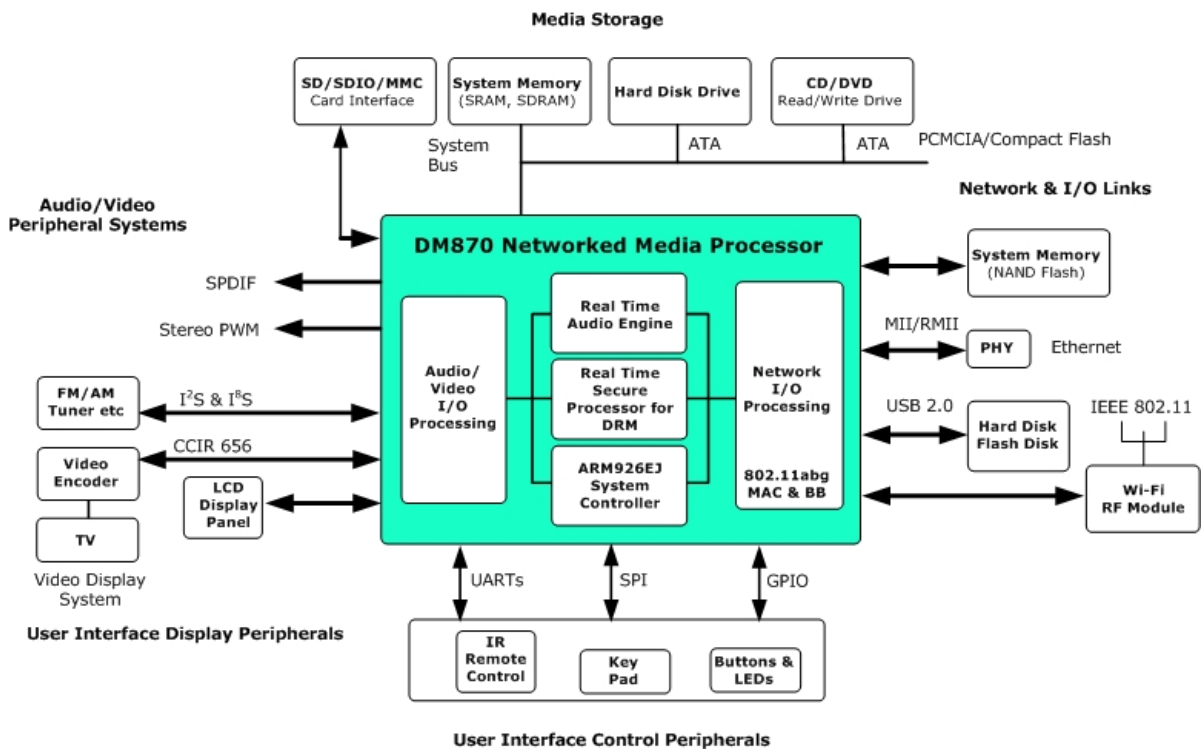 Media Storage
SD/SDIO/MMC
Card Interface
System Memory
(SRAM, SDRAM)
Hard Disk Drive
CD/DVD
Read/Write Drive
System
Bus
ATA
ATA
PCMCIA/Compact Flash
Audio/Video
Peripheral Systems
Network & I/O Links
DM870 Networked Media Processor
System Memory
(NAND Flash)
SPDIF
Stereo PWM
Real Time
Audio Engine
MII/RMII
PHY
Ethernet
Audio/
Video
I/O
Processing
Real Time
Secure
Processor for
DRM
Network
I/O
Processing
FM/AM
Tuner etc
I²S & I⁸S
USB 2.0
Hard Disk
Flash Disk
IEEE 802.11
CCIR 656
Video
Encoder
LCD
Display
Panel
ARM926EJ
System
Controller
802.11abg
MAC & BB
Wi-Fi
RF Module
TV
Video Display
System
UARTs
SPI
GPIO
User Interface Display Peripherals
IR
Remote
Control
Key
Pad
Buttons &
LEDs
User Interface Control Peripherals